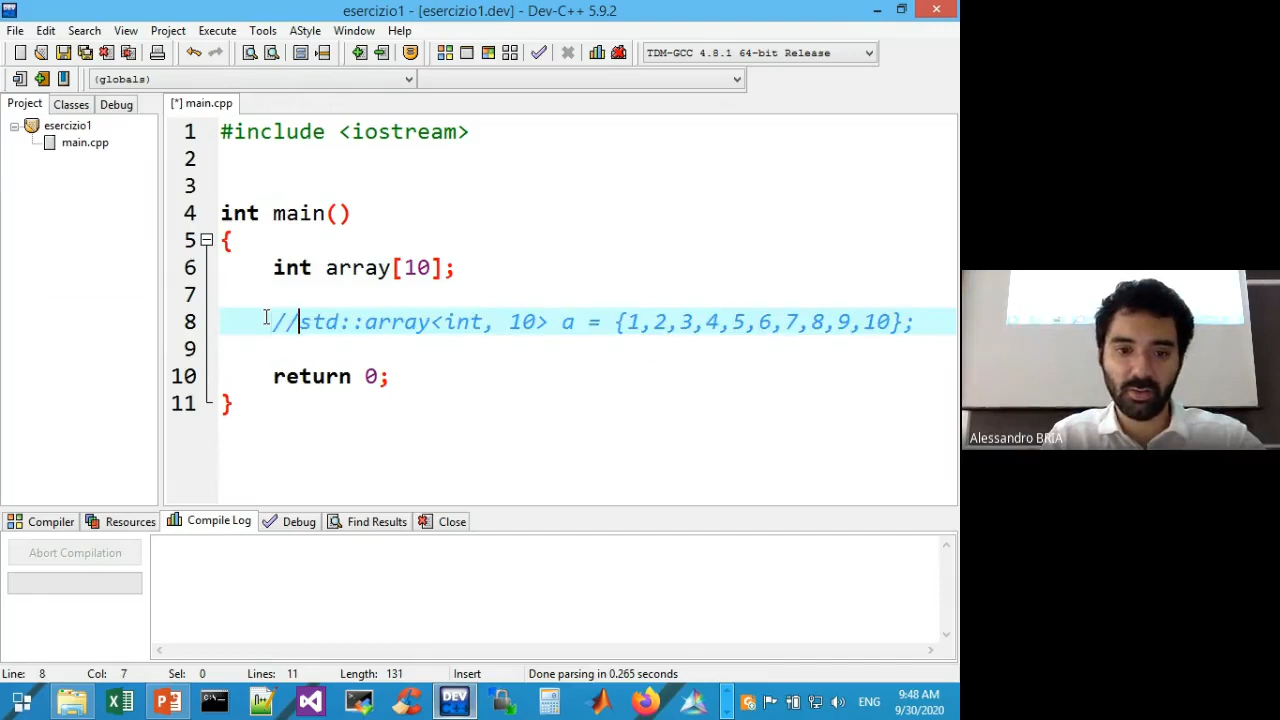 esercizio1 - [esercizio1.dev] - Dev-C++ 5.9.2
File Edit Search View Project Execute Tools AStyle Window Help
TDM-GCC 4.8.1 64-bit Release
(globals)
Project Classes Debug
[*] main.cpp
esercizio1
main.cpp
1 #include <iostream>
2
3
4 int main()
5 {
6 int array[10];
7
8 //std::array<int, 10> a = {1,2,3,4,5,6,7,8,9,10};
9
10 return 0;
11 }
Alessandro BRIA
Compiler Resources Compile Log Debug Find Results Close
Abort Compilation
Line: 8 Col: 7 Sel: 0 Lines: 11 Length: 131 Insert Done parsing in 0.265 seconds
DEV
ENG
9:48 AM
9/30/2020